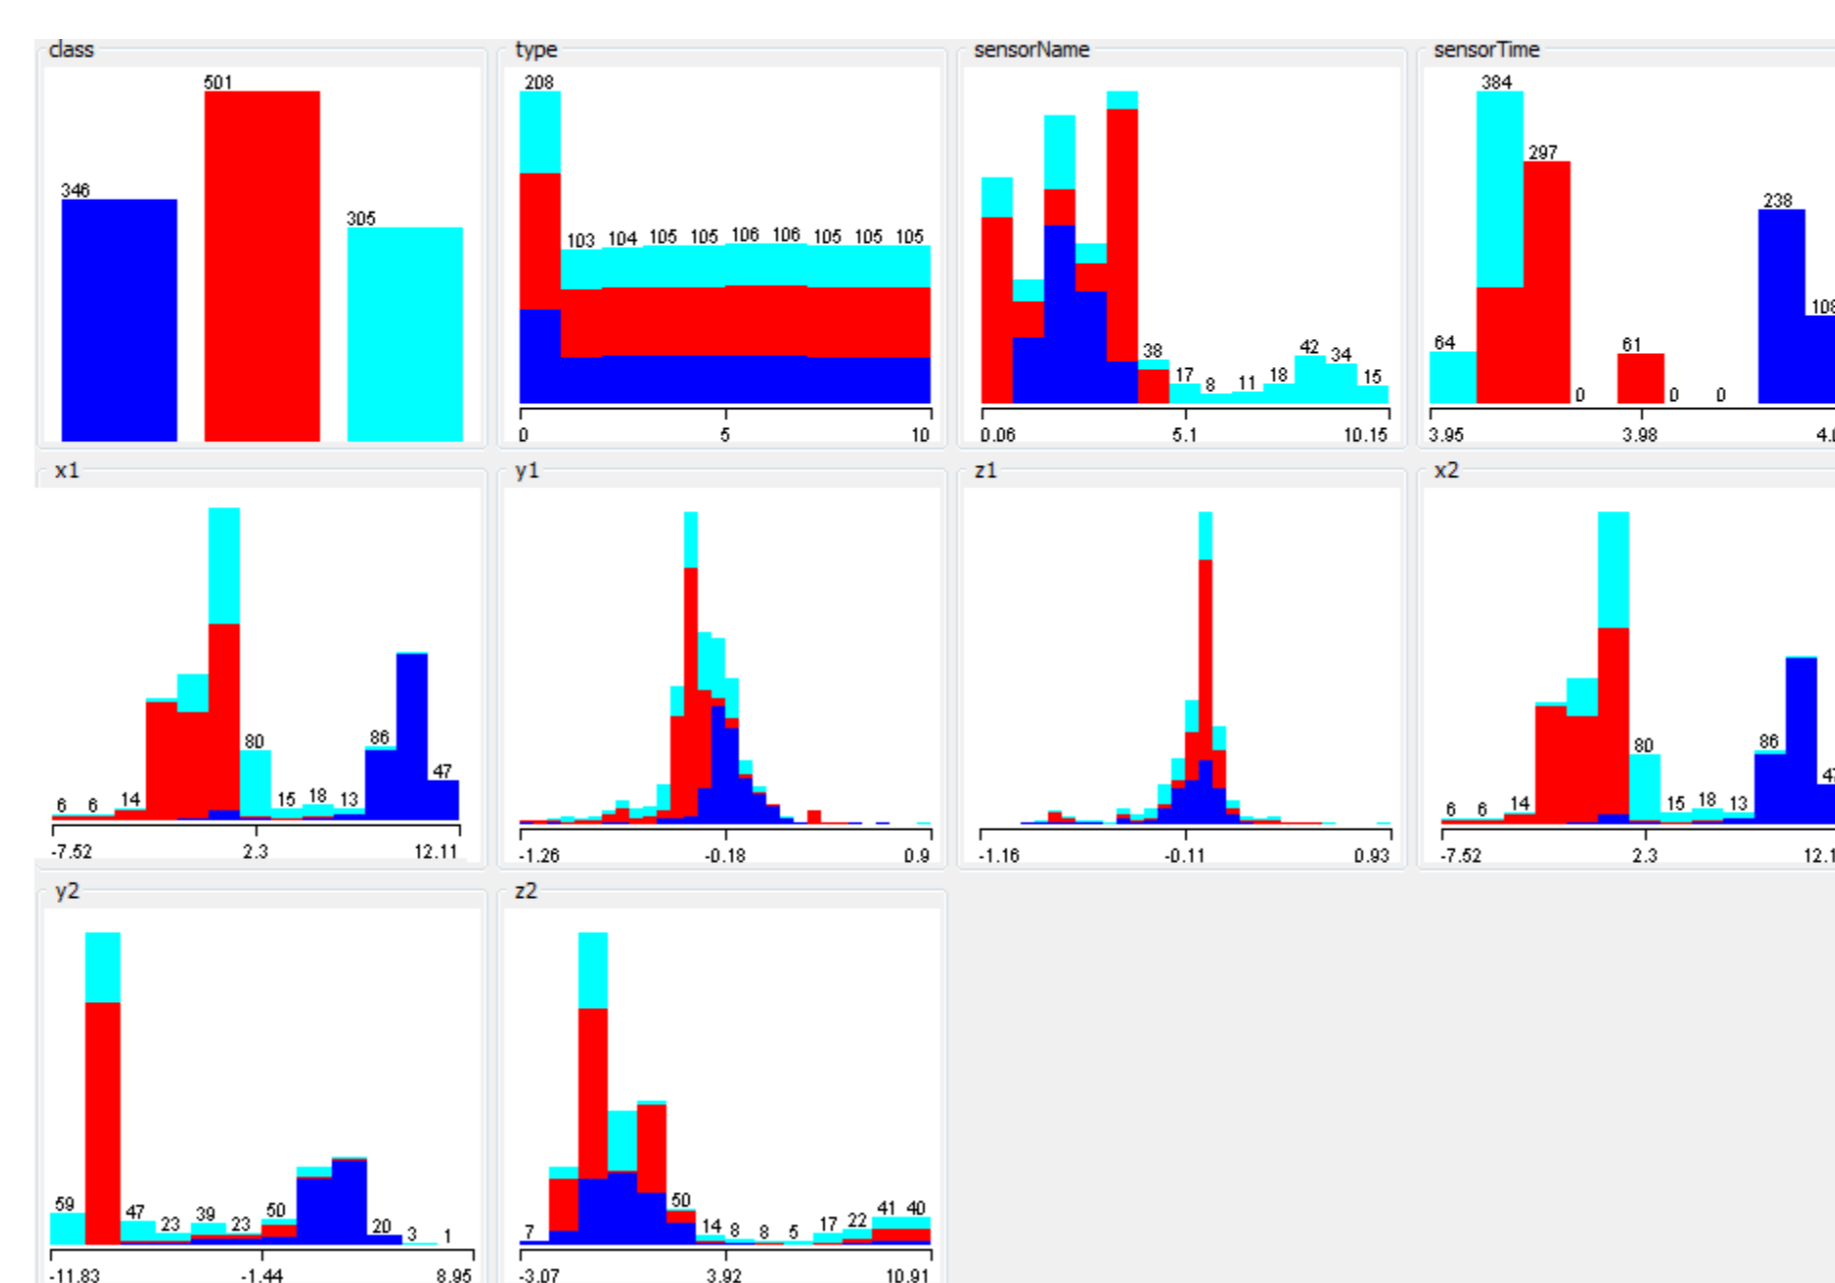 class type sensorName sensorTime
501 208 384
297
346 238
305
103 104 105 105 106 106 105 105 105
108
64 38 61
17 8 11 18 42 34 15 0 0 0
0 5 10 0.06 5.1 10.15 3.95 3.98
x1 y1 z1 x2
80 86 80 86
6 6 14 15 18 13 47 6 6 14 15 18 13
-7.52 2.3 12.11 -1.26 -0.18 0.9 -1.16 -0.11 0.93 -7.52 2.3
y2 z2
59 47 23 39 23 50 20 3 1 7 50 14 8 8 5 17 22 41 40
-11.83 -1.44 8.95 -3.07 3.92 10.91